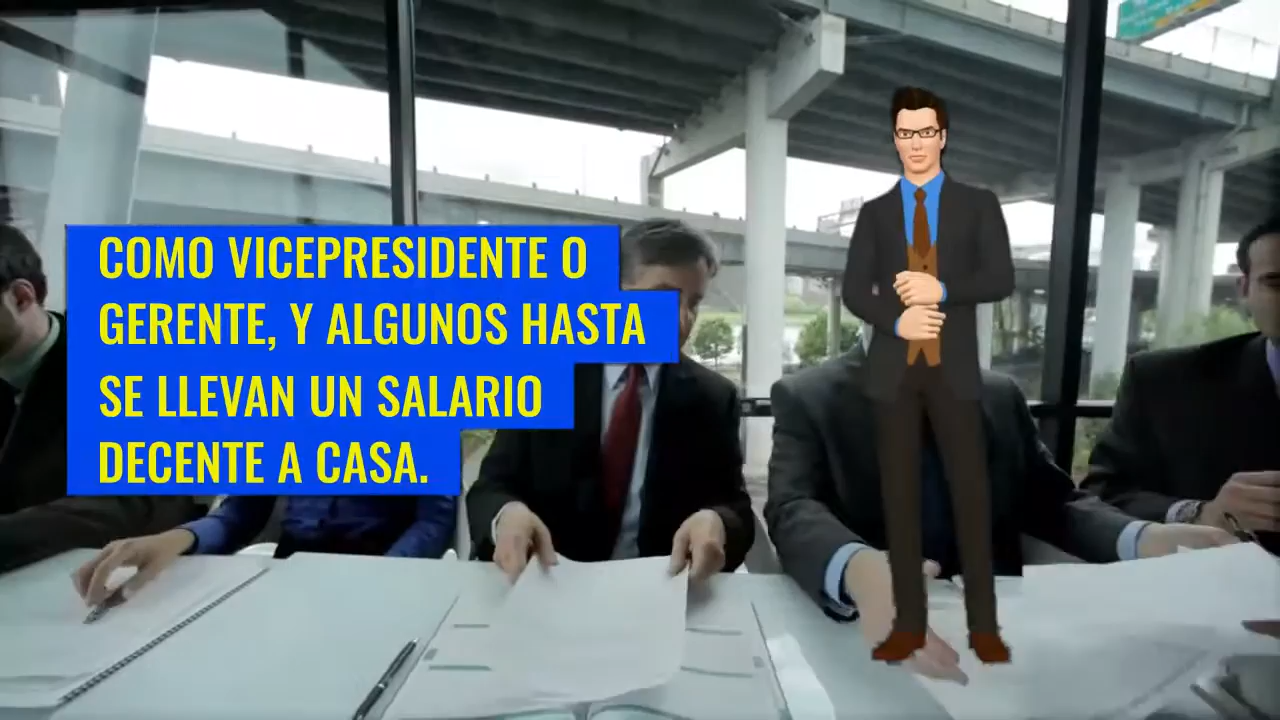 COMO VICEPRESIDENTE O
GERENTE, Y ALGUNOS HASTA
SE LLEVAN UN SALARIO
DECENTE A CASA.